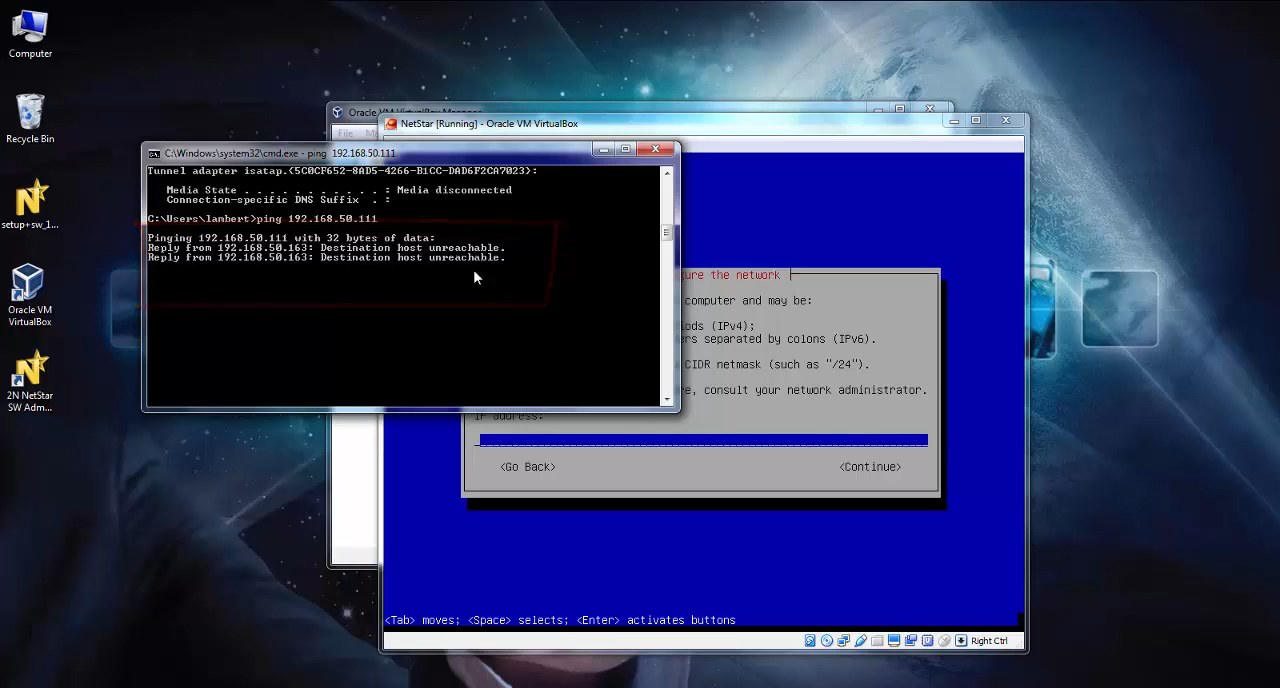 Computer
Recycle Bin
setup+sw_1...
Oracle VM
VirtualBox
2N NetStar
SW Adm...
Oracle VM VirtualBox Manager
File
NetStar [Running] - Oracle VM VirtualBox
C:\Windows\system32\cmd.exe - ping 192.168.50.111
Tunnel adapter isatap.{5C0CF652-8AD5-4266-B1CC-DAD6F2CA7023}:
Media State . . . . . . . . . . . : Media disconnected
Connection-specific DNS Suffix . :
C:\Users\lambert>ping 192.168.50.111
Pinging 192.168.50.111 with 32 bytes of data:
Reply from 192.168.50.163: Destination host unreachable.
Reply from 192.168.50.163: Destination host unreachable.
ure the network
computer and may be:
ods (IPv4);
ers separated by colons (IPv6).
CIDR netmask (such as "/24").
re, consult your network administrator.
IP address:
<Go Back>
<Continue>
<Tab> moves; <Space> selects; <Enter> activates buttons
Right Ctrl